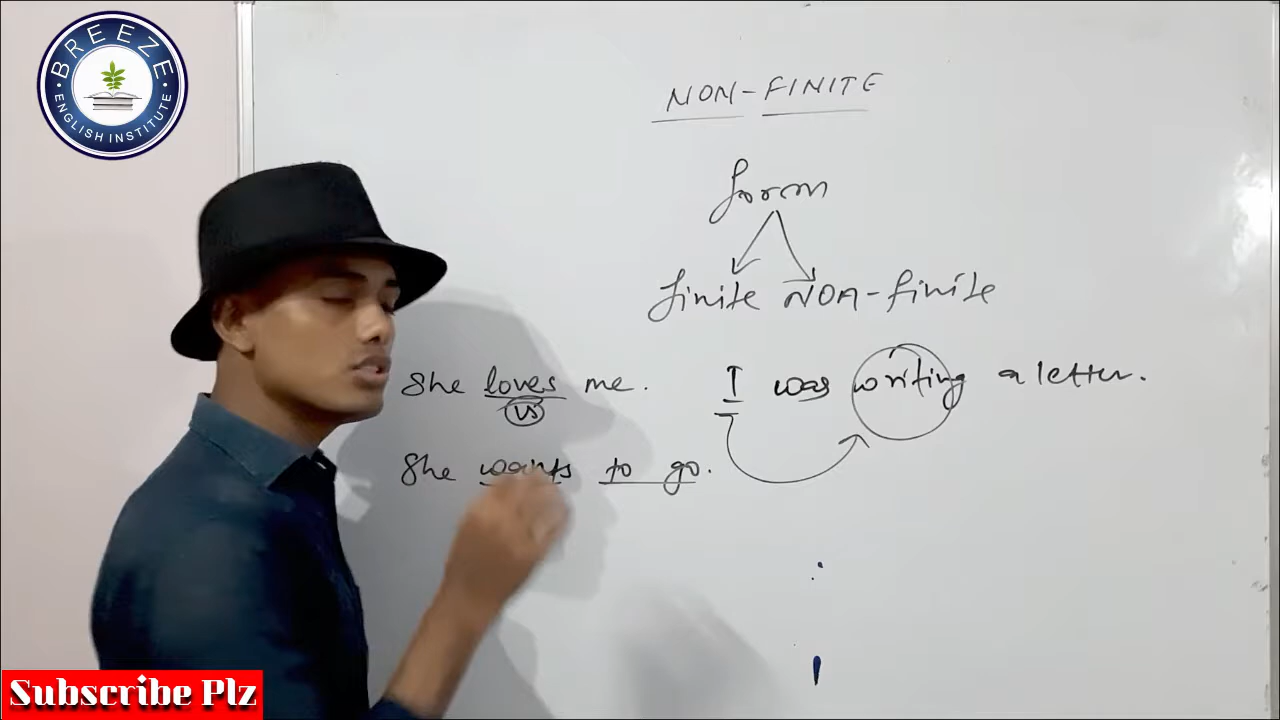 BREEZE
ENGLISH INSTITUTE
NON-FINITE
form
finite NON-finite
She loves me.
V5
I was writing a letter.
She wants to go.
Subscribe Plz